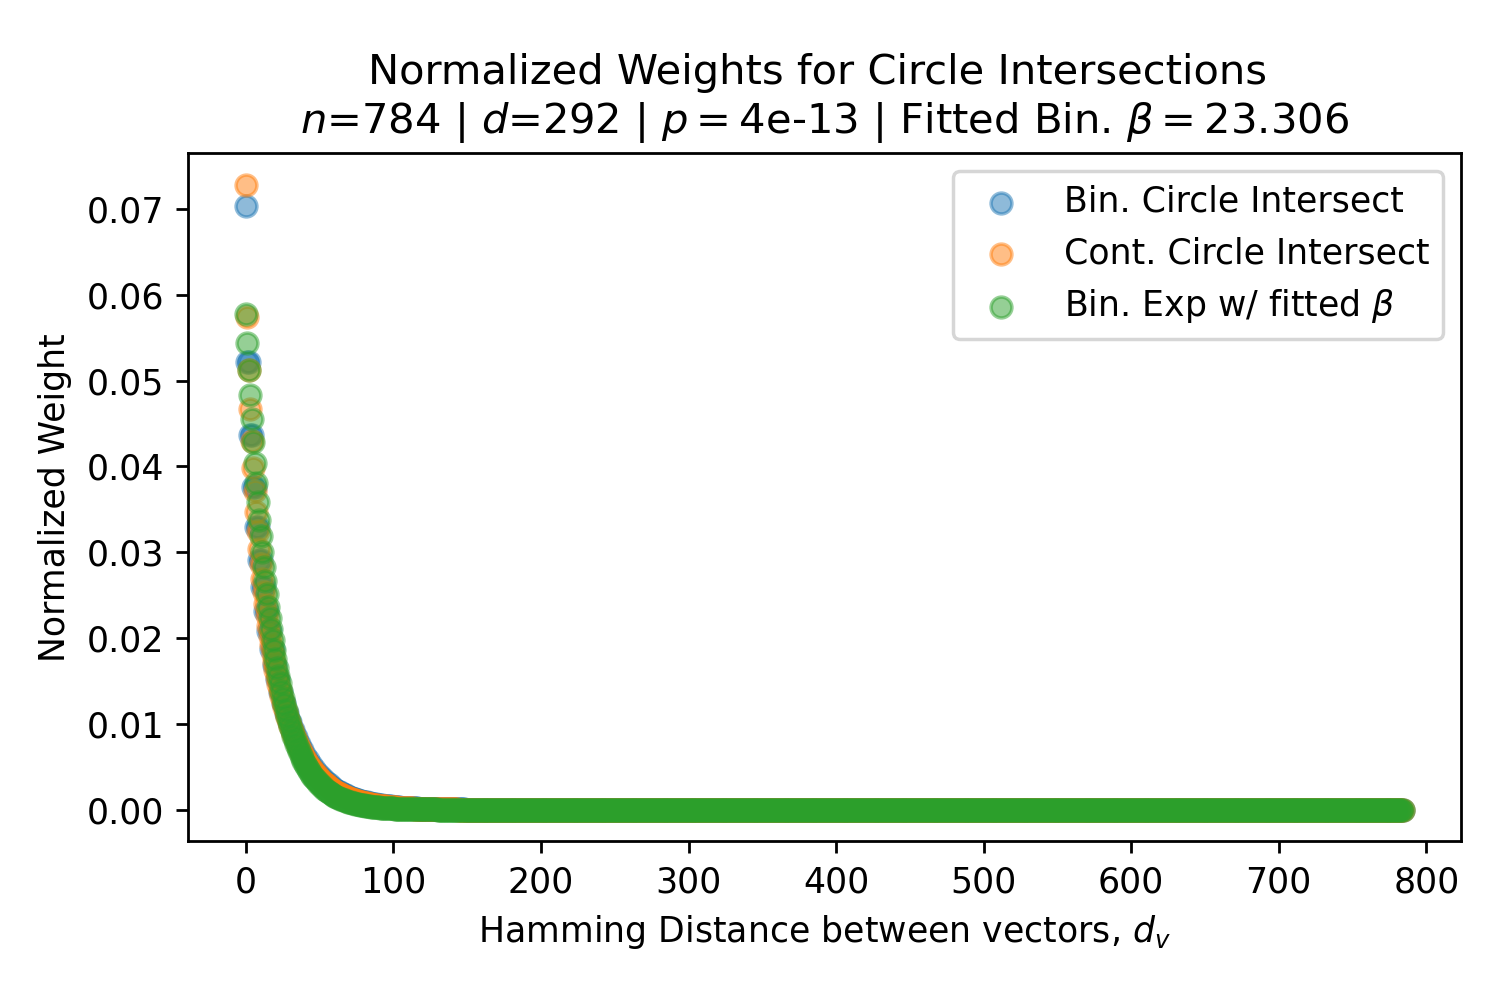 Normalized Weights for Circle Intersections
n=784 | d=292 | p = 4e-13 | Fitted Bin. β = 23.306
Bin. Circle Intersect
Cont. Circle Intersect
Bin. Exp w/ fitted β
Normalized Weight
0.07
0.06
0.05
0.04
0.03
0.02
0.01
0.00
0 100 200 300 400 500 600 700 800
Hamming Distance between vectors, dᵥ